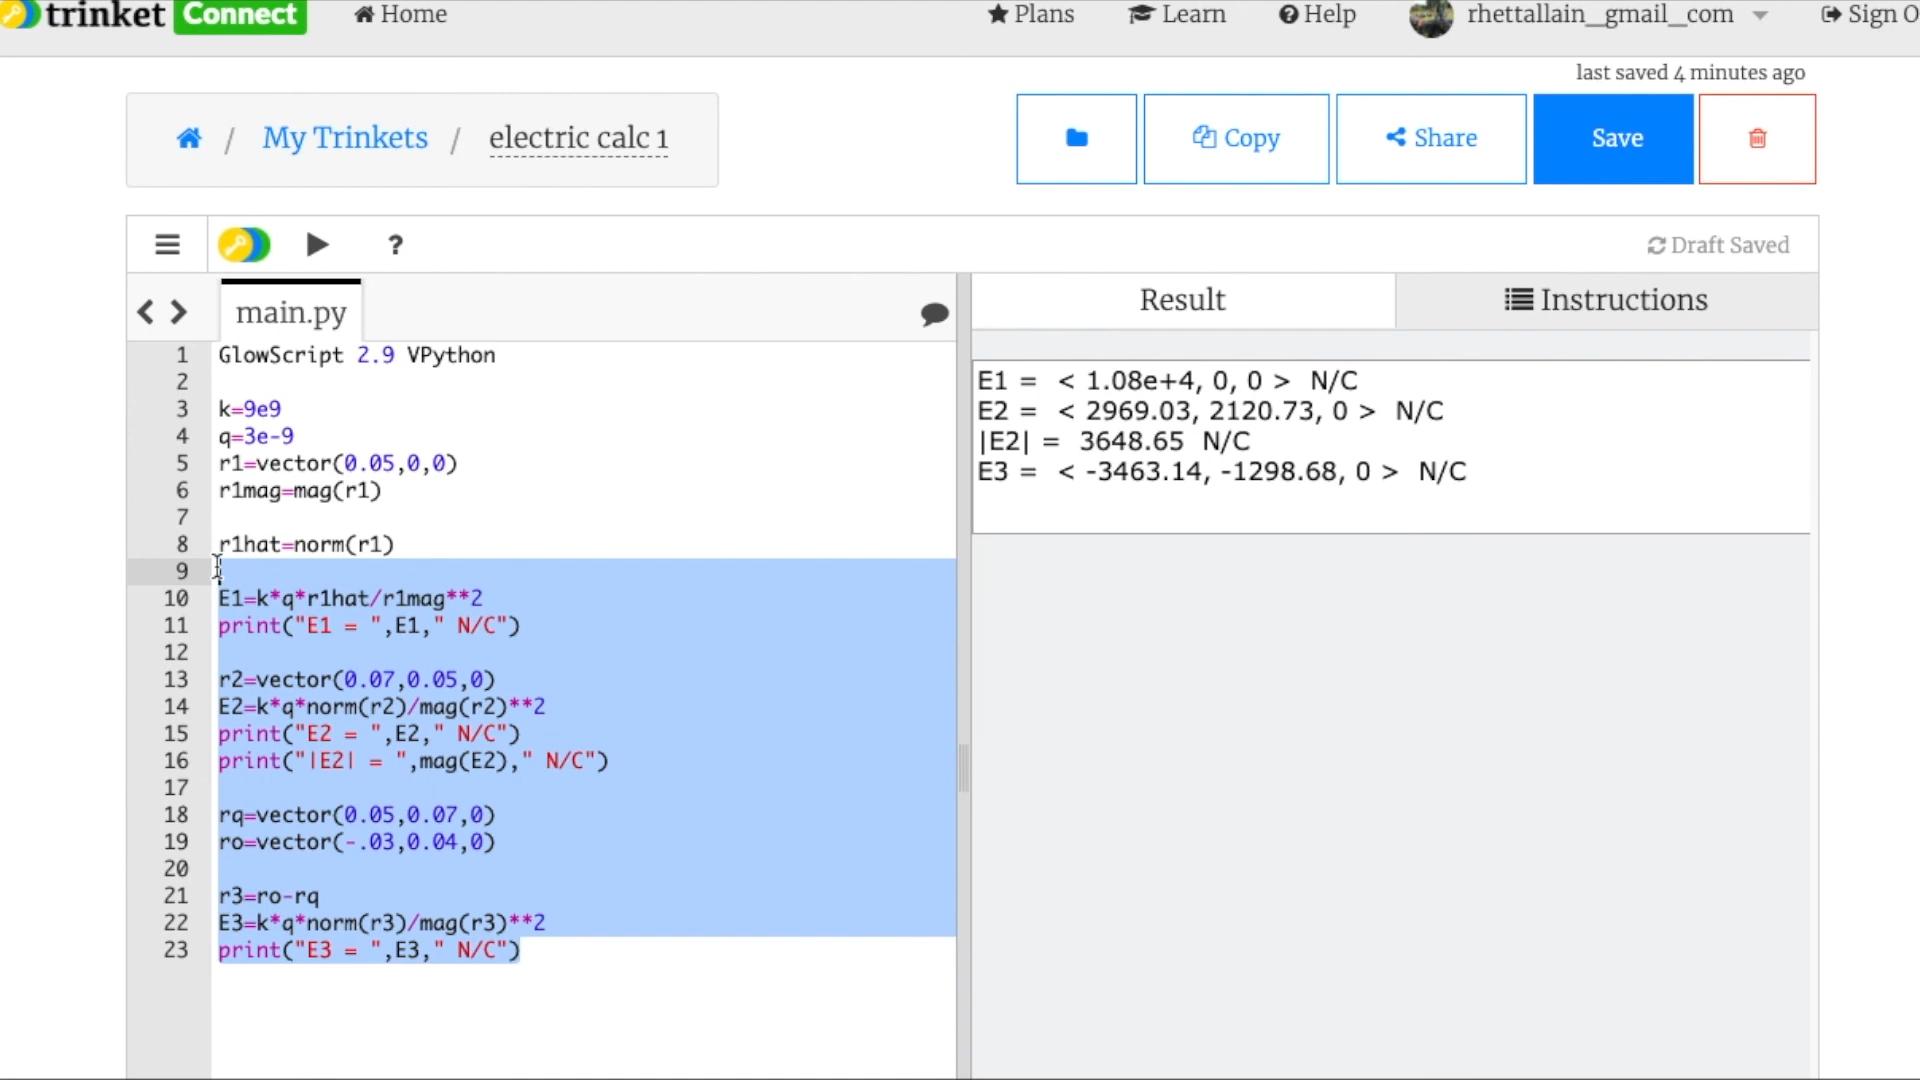 trinket Connect Home Plans Learn Help rhettallain_gmail_com Sign O
last saved 4 minutes ago
/ My Trinkets / electric calc 1
Copy Share Save
? Draft Saved
main.py
Result Instructions
1 GlowScript 2.9 VPython
2
3 k=9e9
4 q=3e-9
5 r1=vector(0.05,0,0)
6 r1mag=mag(r1)
7
8 r1hat=norm(r1)
9
10 E1=k*q*r1hat/r1mag**2
11 print("E1 = ",E1," N/C")
12
13 r2=vector(0.07,0.05,0)
14 E2=k*q*norm(r2)/mag(r2)**2
15 print("E2 = ",E2," N/C")
16 print("|E2| = ",mag(E2)," N/C")
17
18 rq=vector(0.05,0.07,0)
19 ro=vector(-.03,0.04,0)
20
21 r3=ro-rq
22 E3=k*q*norm(r3)/mag(r3)**2
23 print("E3 = ",E3," N/C")
E1 = < 1.08e+4, 0, 0 > N/C
E2 = < 2969.03, 2120.73, 0 > N/C
|E2| = 3648.65 N/C
E3 = < -3463.14, -1298.68, 0 > N/C